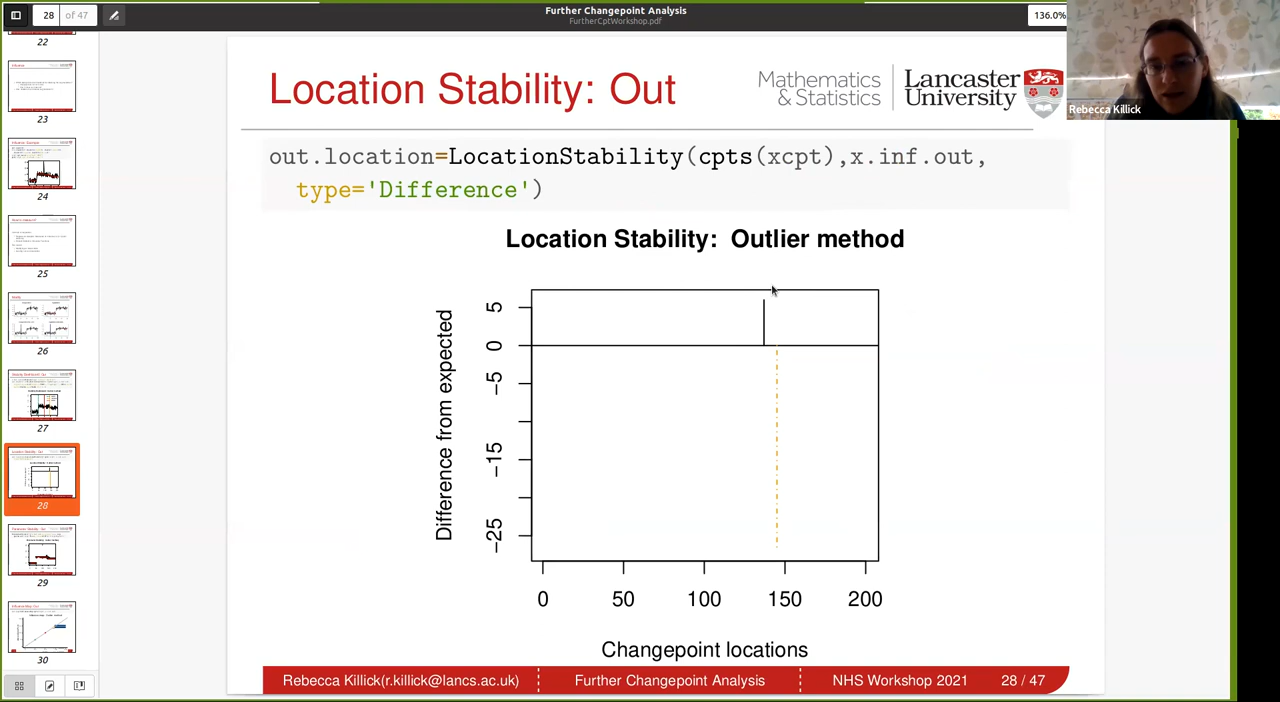 28 of 47
Further Changepoint Analysis
FurtherCptWorkshop.pdf
136.0%
Rebecca Killick
22
23
24
25
26
27
28
29
30
Location Stability: Out
Mathematics
& Statistics
Lancaster
University
out.location=LocationStability(cpts(xcpt),x.inf.out,
type='Difference')
Location Stability: Outlier method
Difference from expected
5
0
−5
−15
−25
0 50 100 150 200
Changepoint locations
Rebecca Killick(r.killick@lancs.ac.uk) Further Changepoint Analysis NHS Workshop 2021 28 / 47